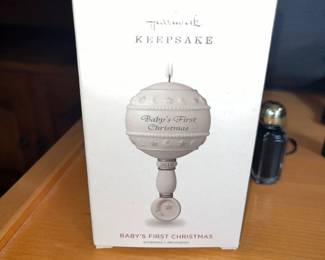 Hallmark
KEEPSAKE
Baby's First
Christmas
BABY'S FIRST CHRISTMAS